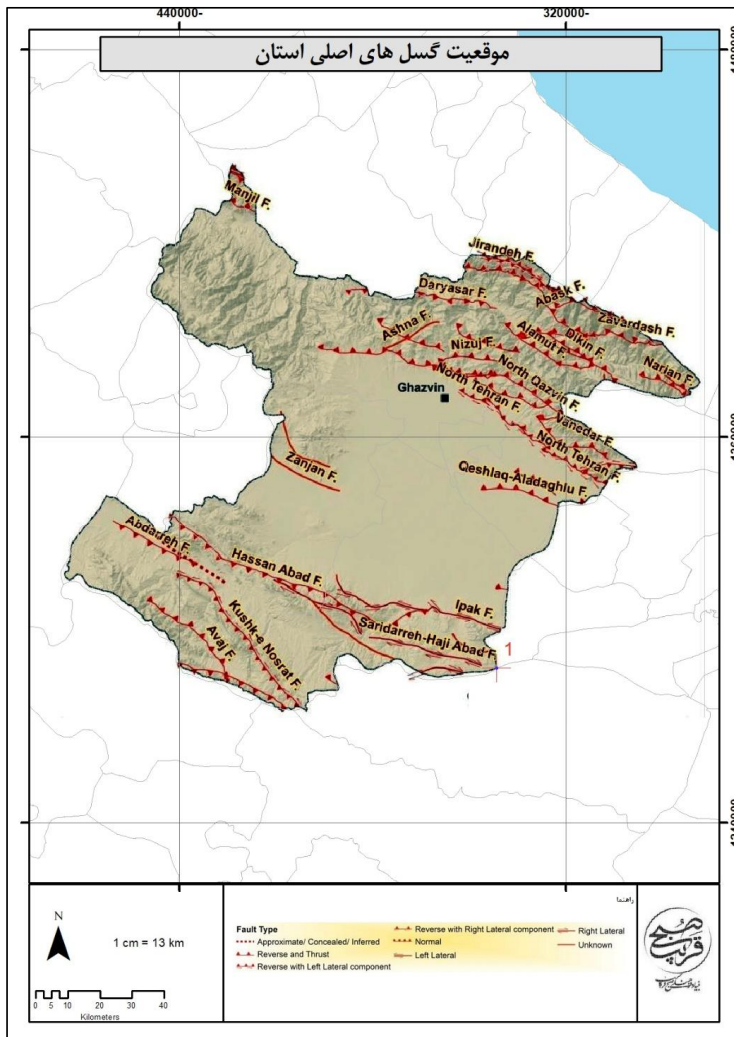 440000-
320000-
موقعیت گسل های اصلی استان
Manjil F.
Jirandeh F.
Daryasar F.
Abask F.
Zavardash F.
Ashna F.
Alamut F.
Dikin F.
Nizuj F.
Narian F.
North Qazvin F.
North Tehran F.
Ghazvin
North Tehran F.
Zanjan F.
Qeshlaq-Aladaghlu F.
Abdarreh F.
Hassan Abad F.
Ipak F.
Kushk-e Nosrat F.
Saridarreh-Haji Abad F.
Avaj F.
1
راهنما
N
1 cm = 13 km
0 5 10 20 30 40
Kilometers
Fault Type
Approximate/ Concealed/ Inferred
Reverse and Thrust
Reverse with Left Lateral component
Reverse with Right Lateral component
Normal
Left Lateral
Right Lateral
Unknown